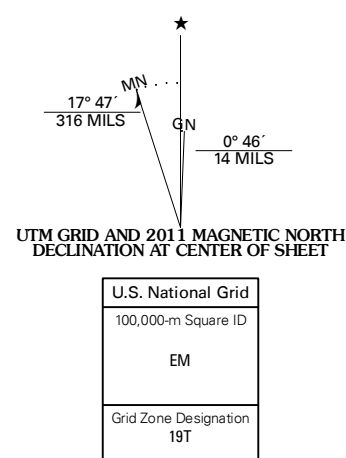 ★
MN
17° 47´
316 MILS
GN
0° 46´
14 MILS
UTM GRID AND 2011 MAGNETIC NORTH
DECLINATION AT CENTER OF SHEET
U.S. National Grid
100,000-m Square ID
EM
Grid Zone Designation
19T